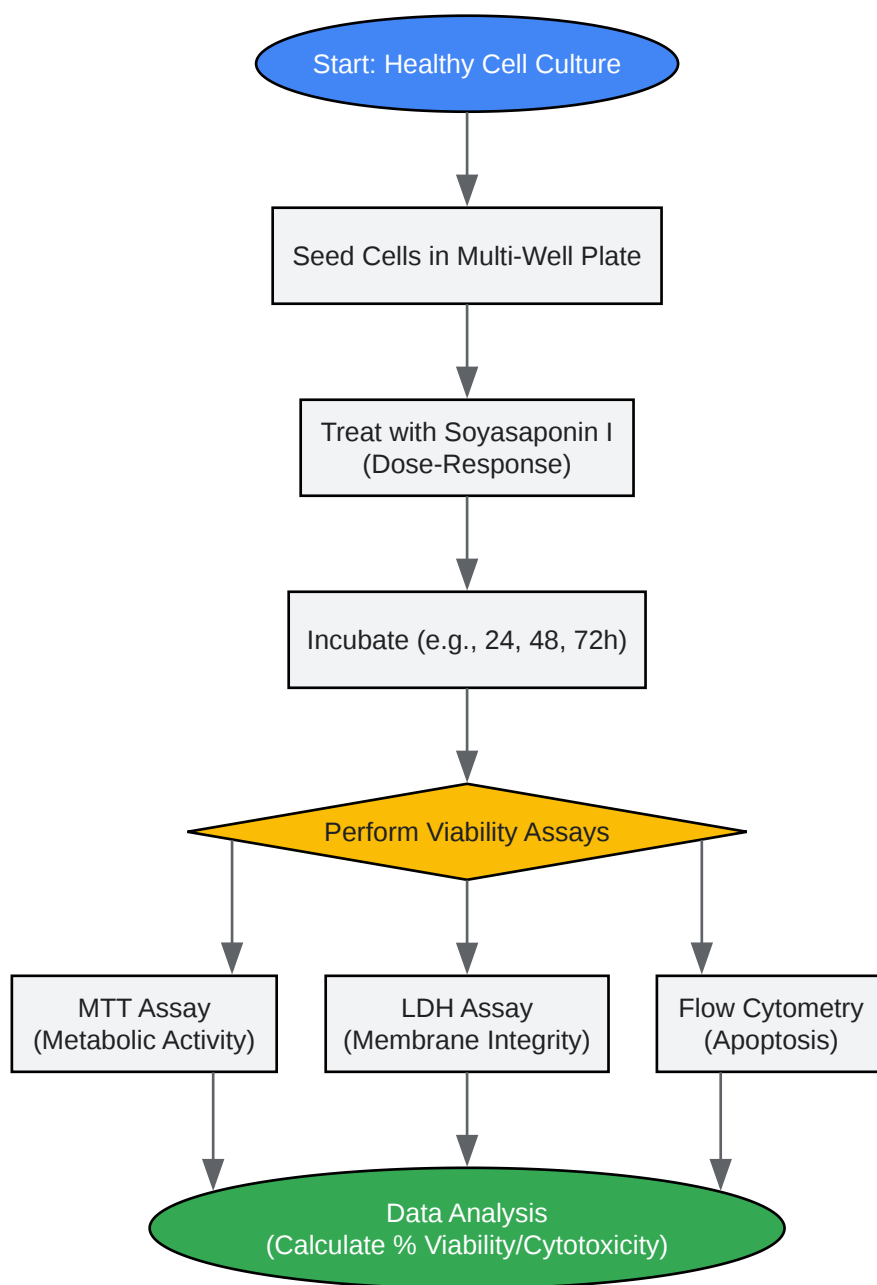 Start: Healthy Cell Culture
Seed Cells in Multi-Well Plate
Treat with Soyasaponin I
(Dose-Response)
Incubate (e.g., 24, 48, 72h)
Perform Viability Assays
MTT Assay
(Metabolic Activity)
LDH Assay
(Membrane Integrity)
Flow Cytometry
(Apoptosis)
Data Analysis
(Calculate % Viability/Cytotoxicity)